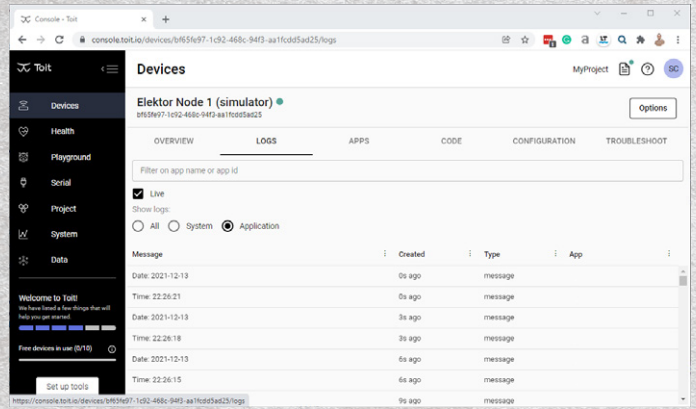 Console - Toit
console.toit.io/devices/bf65fe97-1c92-468c-94f3-aa1fcdd5ad25/logs
Toit
Devices
MyProject
SC
Devices
Health
Playground
Serial
Project
System
Data
Welcome to Toit!
We have listed a few things that will
help you get started.
Free devices in use (0/10)
Set up tools
Elektor Node 1 (simulator)
bf65fe97-1c92-468c-94f3-aa1fcdd5ad25
Options
OVERVIEW LOGS APPS CODE CONFIGURATION TROUBLESHOOT
Filter on app name or app id
Live
Show logs:
All System Application
Message Created Type App
Date: 2021-12-13 0s ago message
Time: 22:26:21 0s ago message
Date: 2021-12-13 3s ago message
Time: 22:26:18 3s ago message
Date: 2021-12-13 6s ago message
Time: 22:26:15 6s ago message
9s ago message
https://console.toit.io/devices/bf65fe97-1c92-468c-94f3-aa1fcdd5ad25/logs